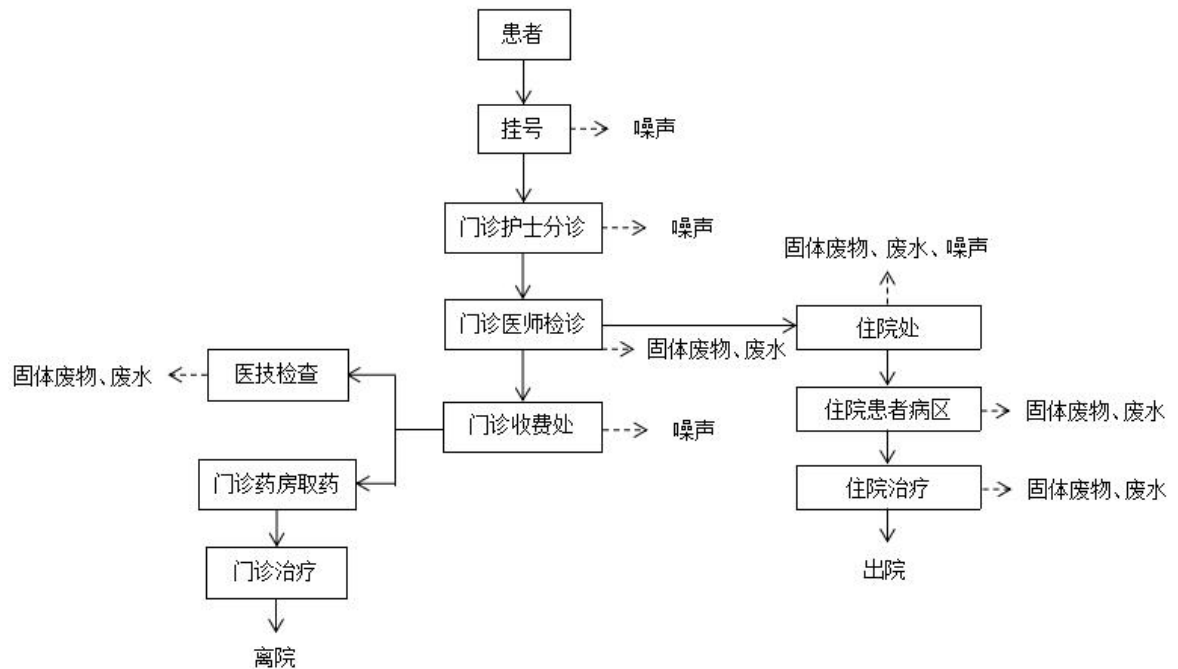 患者
挂号
噪声
门诊护士分诊
噪声
固体废物、废水、噪声
门诊医师检诊
住院处
固体废物、废水
固体废物、废水
医技检查
住院患者病区
固体废物、废水
门诊收费处
噪声
门诊药房取药
住院治疗
固体废物、废水
门诊治疗
出院
离院